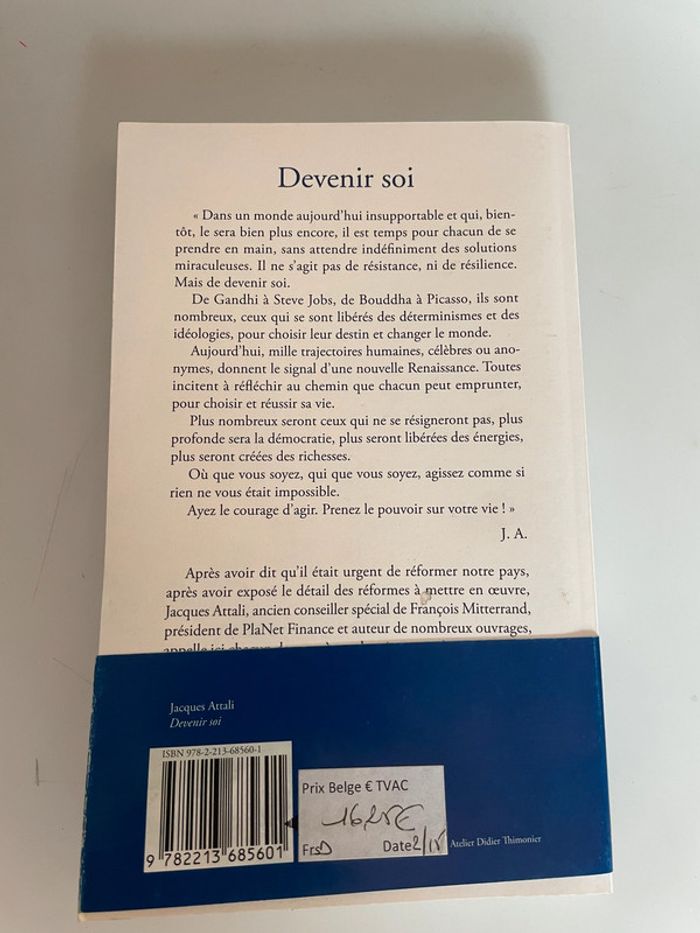 Devenir soi
« Dans un monde aujourd'hui insupportable et qui, bien-
tôt, le sera bien plus encore, il est temps pour chacun de se
prendre en main, sans attendre indéfiniment des solutions
miraculeuses. Il ne s'agit pas de résistance, ni de résilience.
Mais de devenir soi.
De Gandhi à Steve Jobs, de Bouddha à Picasso, ils sont
nombreux, ceux qui se sont libérés des déterminismes et des
idéologies, pour choisir leur destin et changer le monde.
Aujourd'hui, mille trajectoires humaines, célèbres ou ano-
nymes, donnent le signal d'une nouvelle Renaissance. Toutes
incitent à réfléchir au chemin que chacun peut emprunter,
pour choisir et réussir sa vie.
Plus nombreux seront ceux qui ne se résigneront pas, plus
profonde sera la démocratie, plus seront libérées des énergies,
plus seront créées des richesses.
Où que vous soyez, qui que vous soyez, agissez comme si
rien ne vous était impossible.
Ayez le courage d'agir. Prenez le pouvoir sur votre vie ! »
J. A.
Après avoir dit qu'il était urgent de réformer notre pays,
après avoir exposé le détail des réformes à mettre en œuvre,
Jacques Attali, ancien conseiller spécial de François Mitterrand,
président de PlaNet Finance et auteur de nombreux ouvrages,
Jacques Attali
Devenir soi
ISBN 978-2-213-68560-1
9 782213 685601
Prix Belge € TVAC
16,25€
FrsD
Date 2/15
Atelier Didier Thimonier